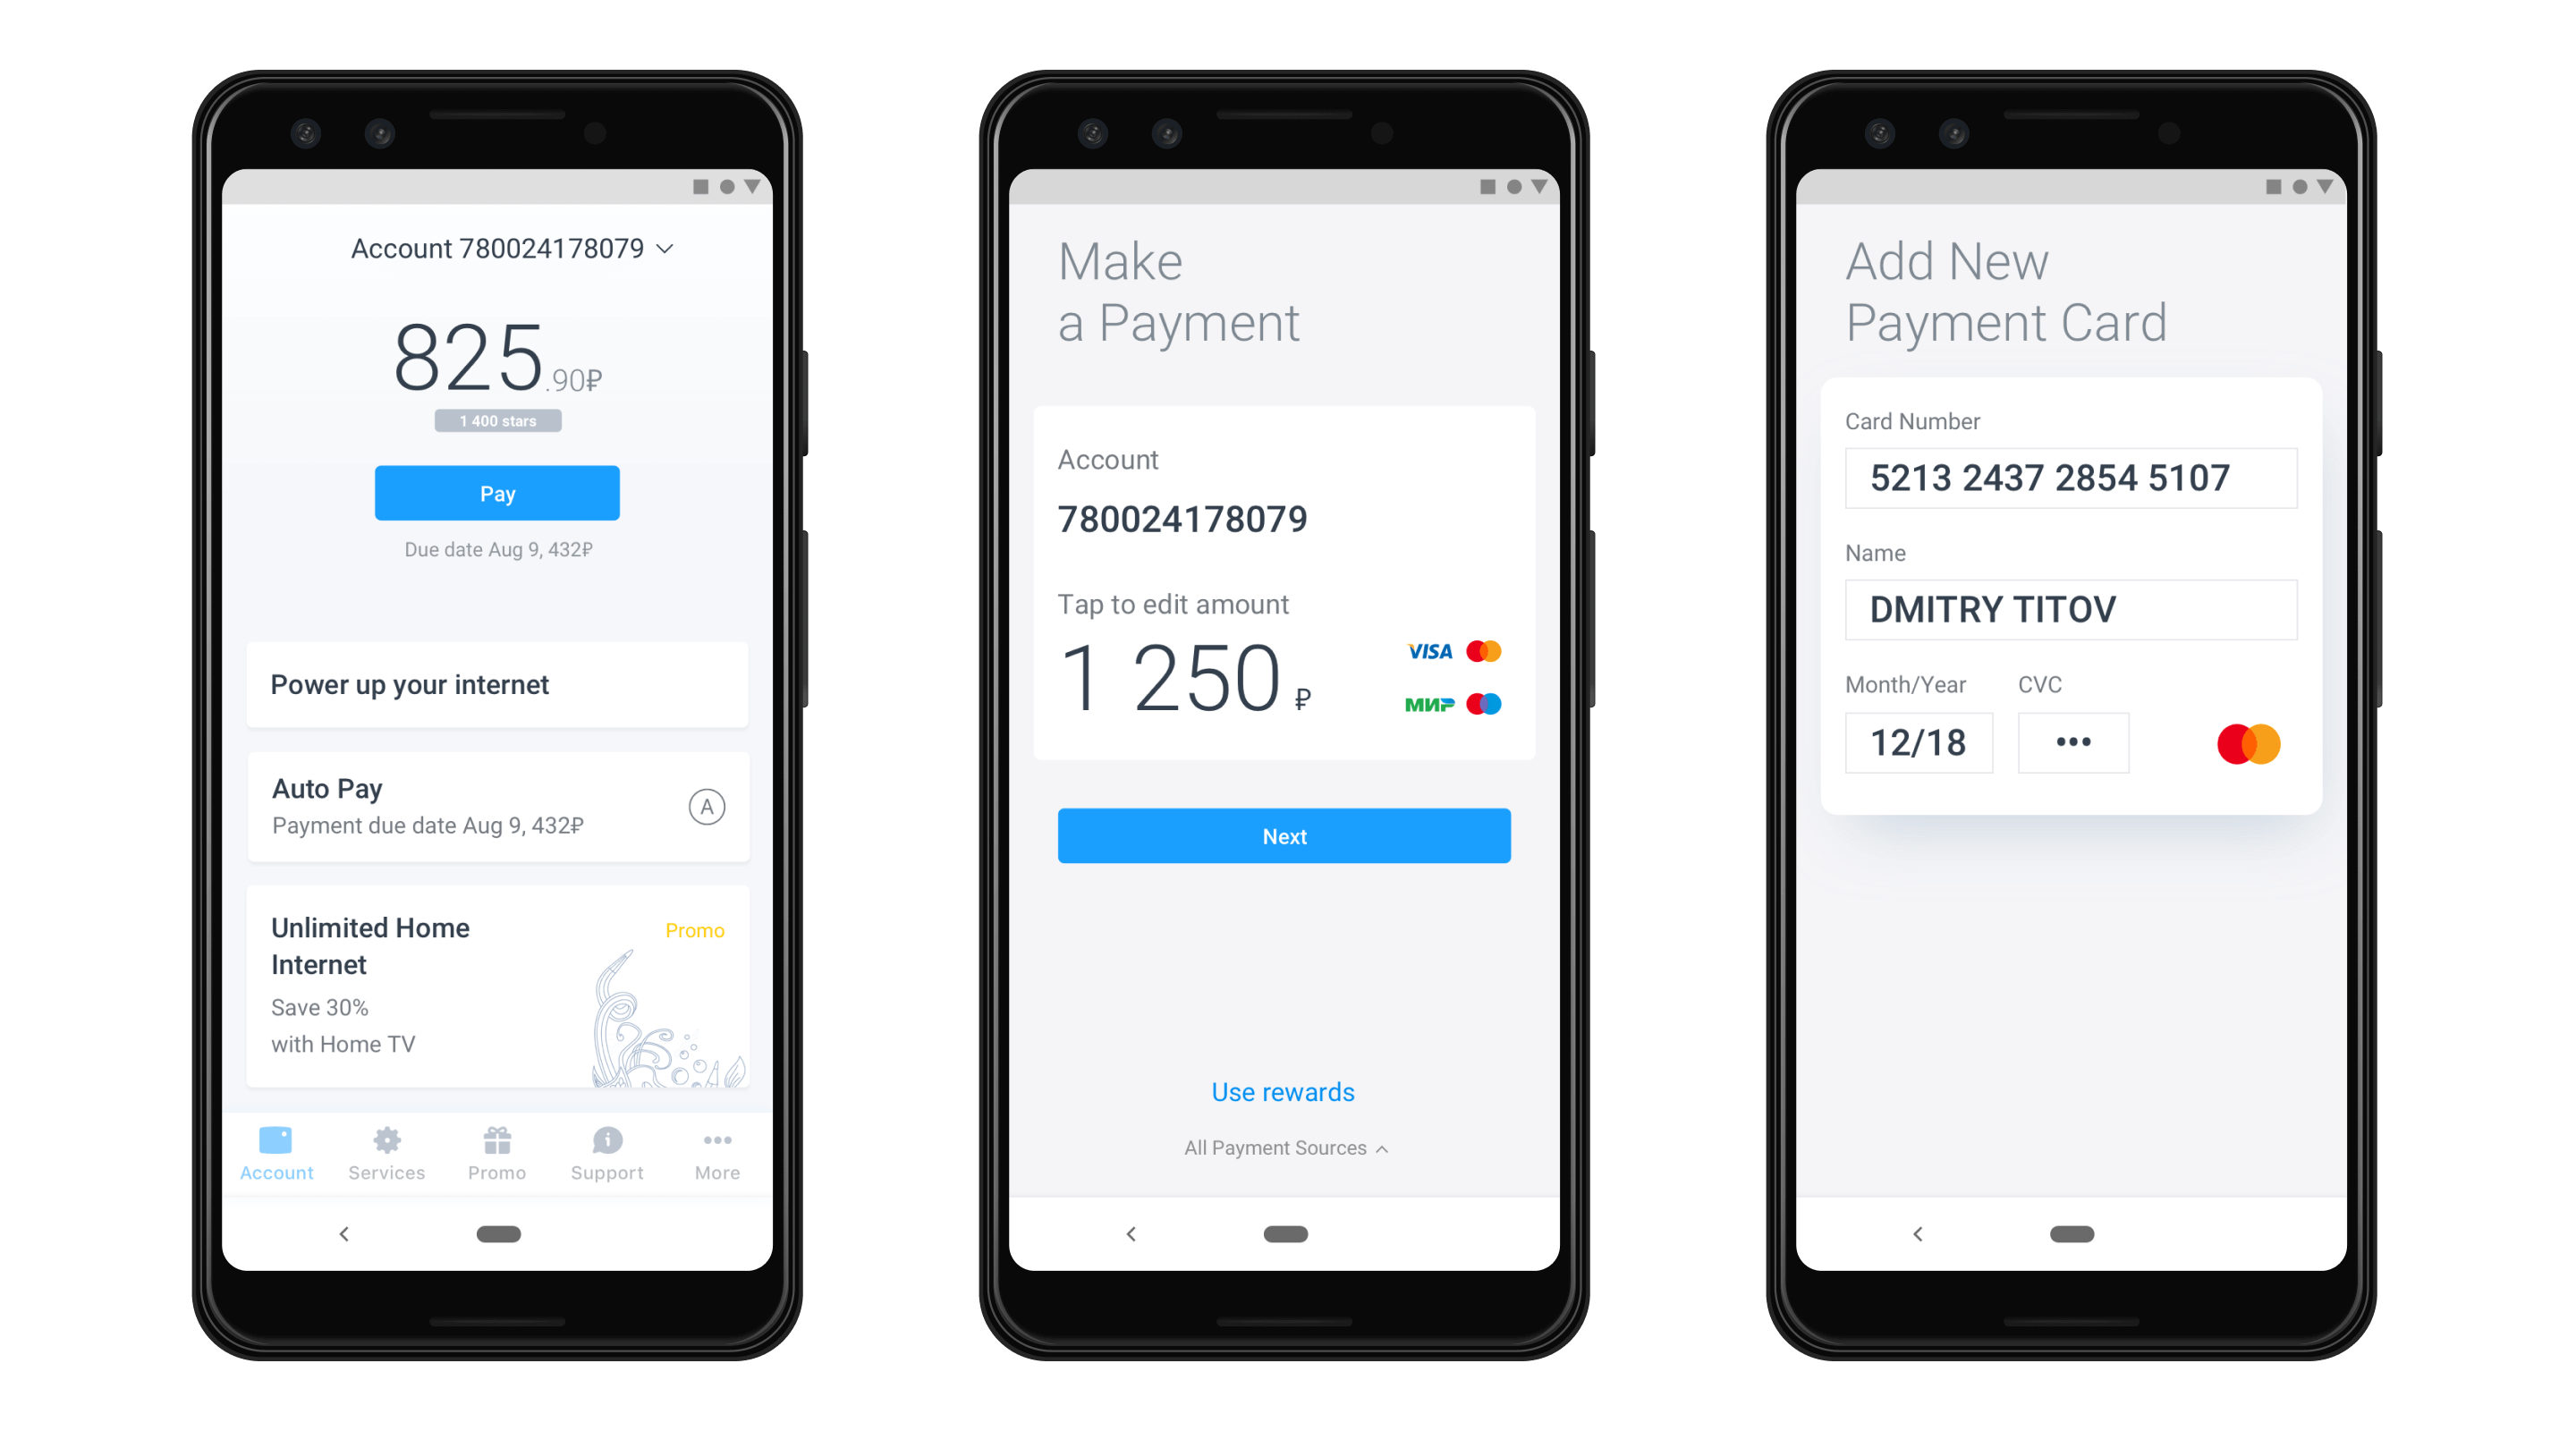 Account 780024178079
825.90₽
1 400 stars
Pay
Due date Aug 9, 432₽
Power up your internet
Auto Pay
Payment due date Aug 9, 432₽
A
Unlimited Home
Internet
Promo
Save 30%
with Home TV
Account
Services
Promo
Support
More
Make
a Payment
Account
780024178079
Tap to edit amount
1 250 ₽
VISA
МИР
Next
Use rewards
All Payment Sources
Add New
Payment Card
Card Number
5213 2437 2854 5107
Name
DMITRY TITOV
Month/Year
CVC
12/18
•••